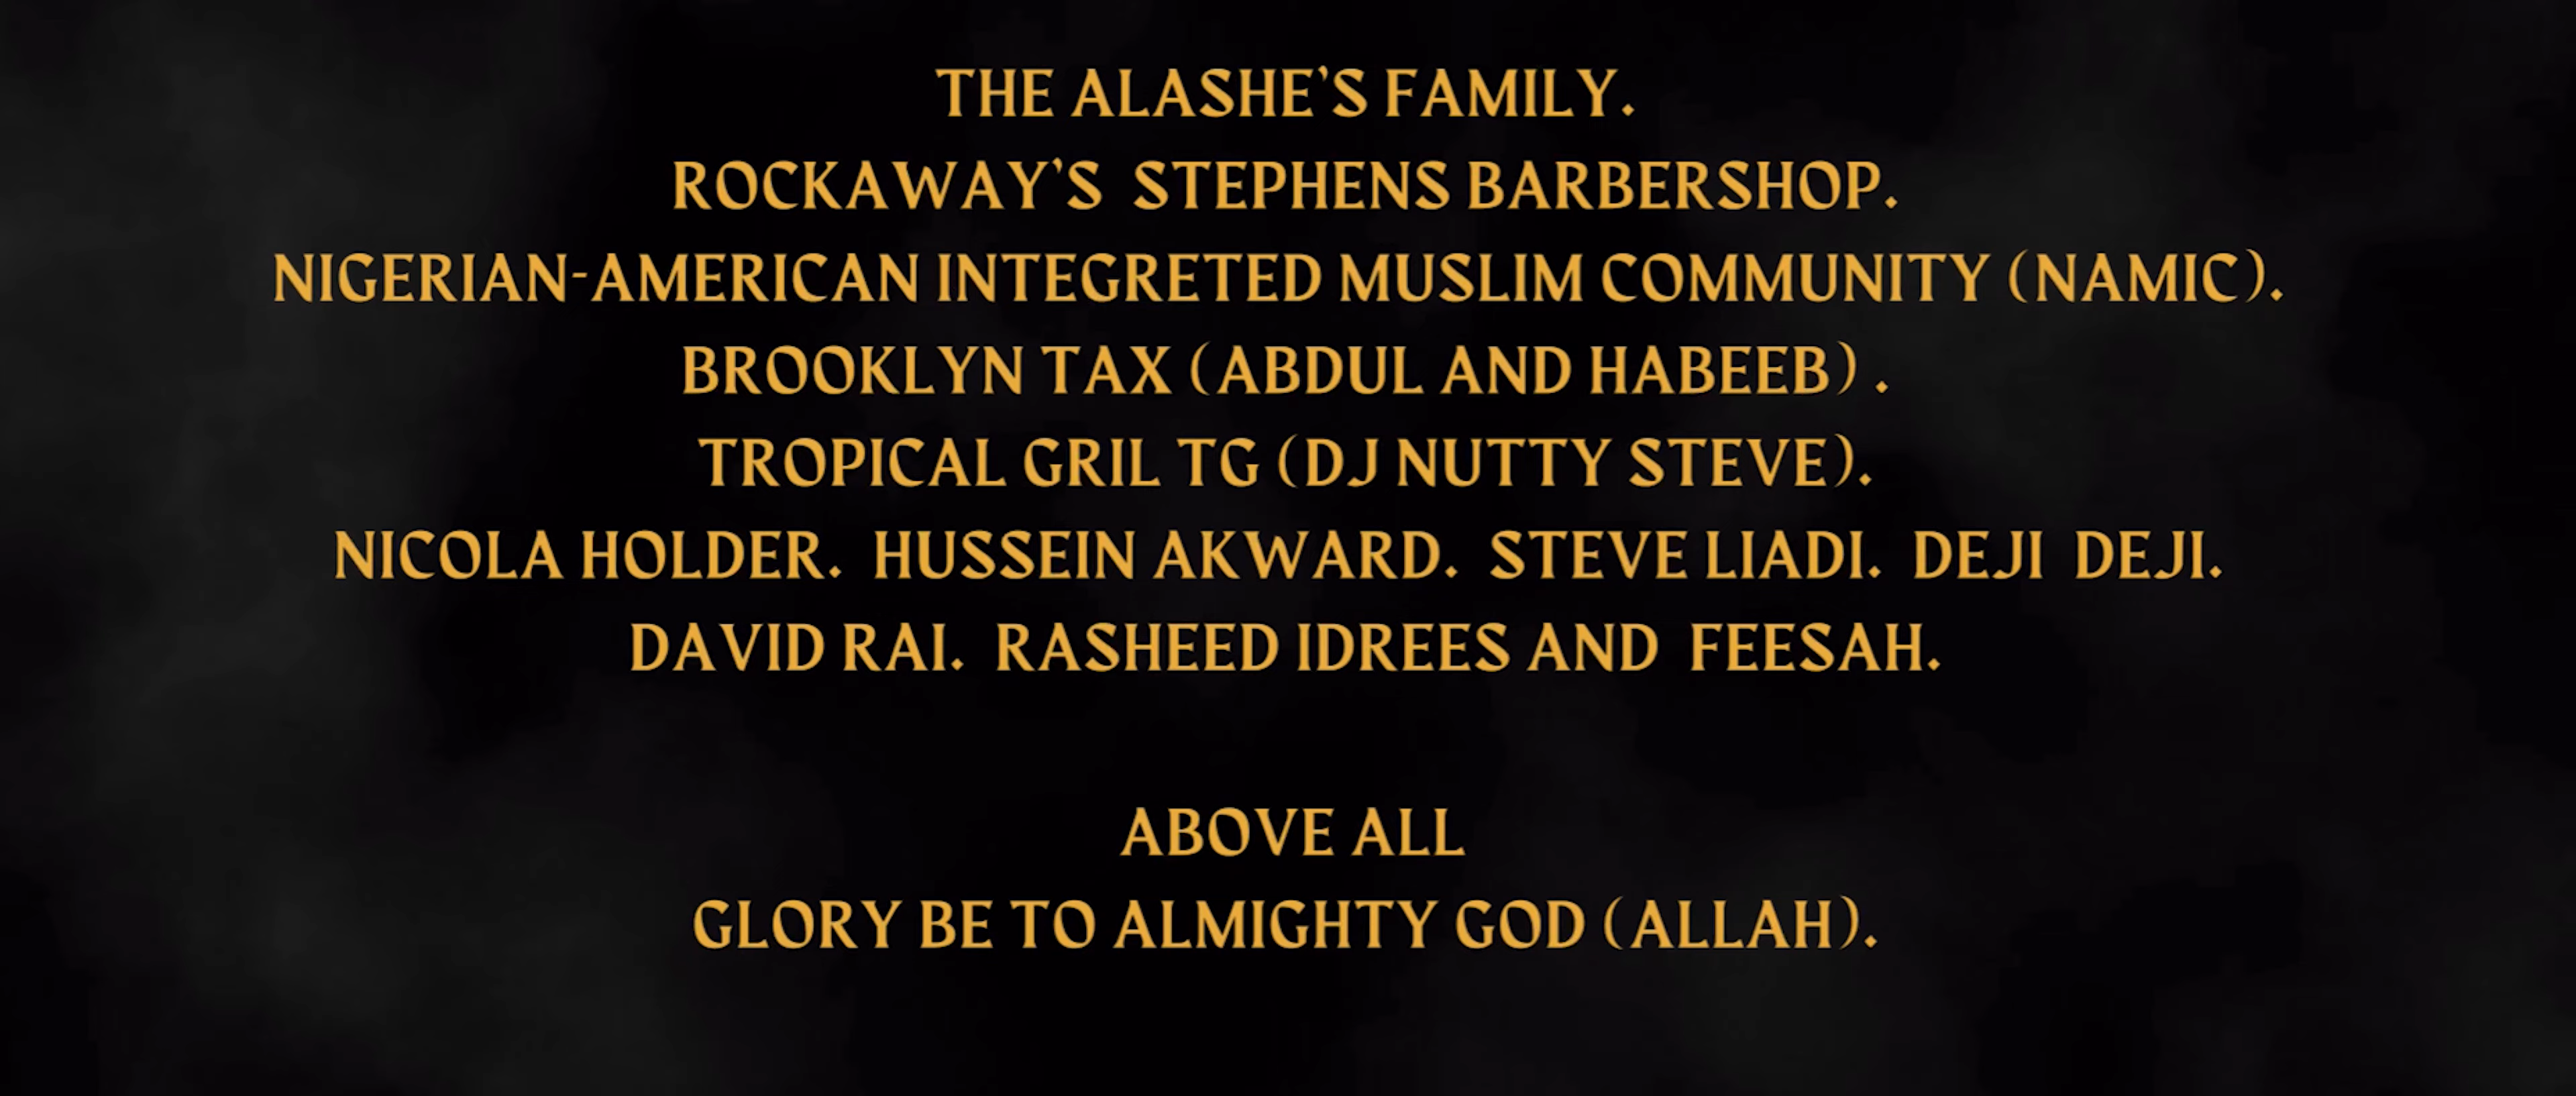 THE ALASHE'S FAMILY.
ROCKAWAY'S  STEPHENS BARBERSHOP.
NIGERIAN-AMERICAN INTEGRETED MUSLIM COMMUNITY (NAMIC).
BROOKLYN TAX (ABDUL AND HABEEB) .
TROPICAL GRIL TG (DJ NUTTY STEVE).
NICOLA HOLDER.  HUSSEIN AKWARD.  STEVE LIADI.  DEJI  DEJI.
DAVID RAI.  RASHEED IDREES AND  FEESAH.
ABOVE ALL
GLORY BE TO ALMIGHTY GOD (ALLAH).